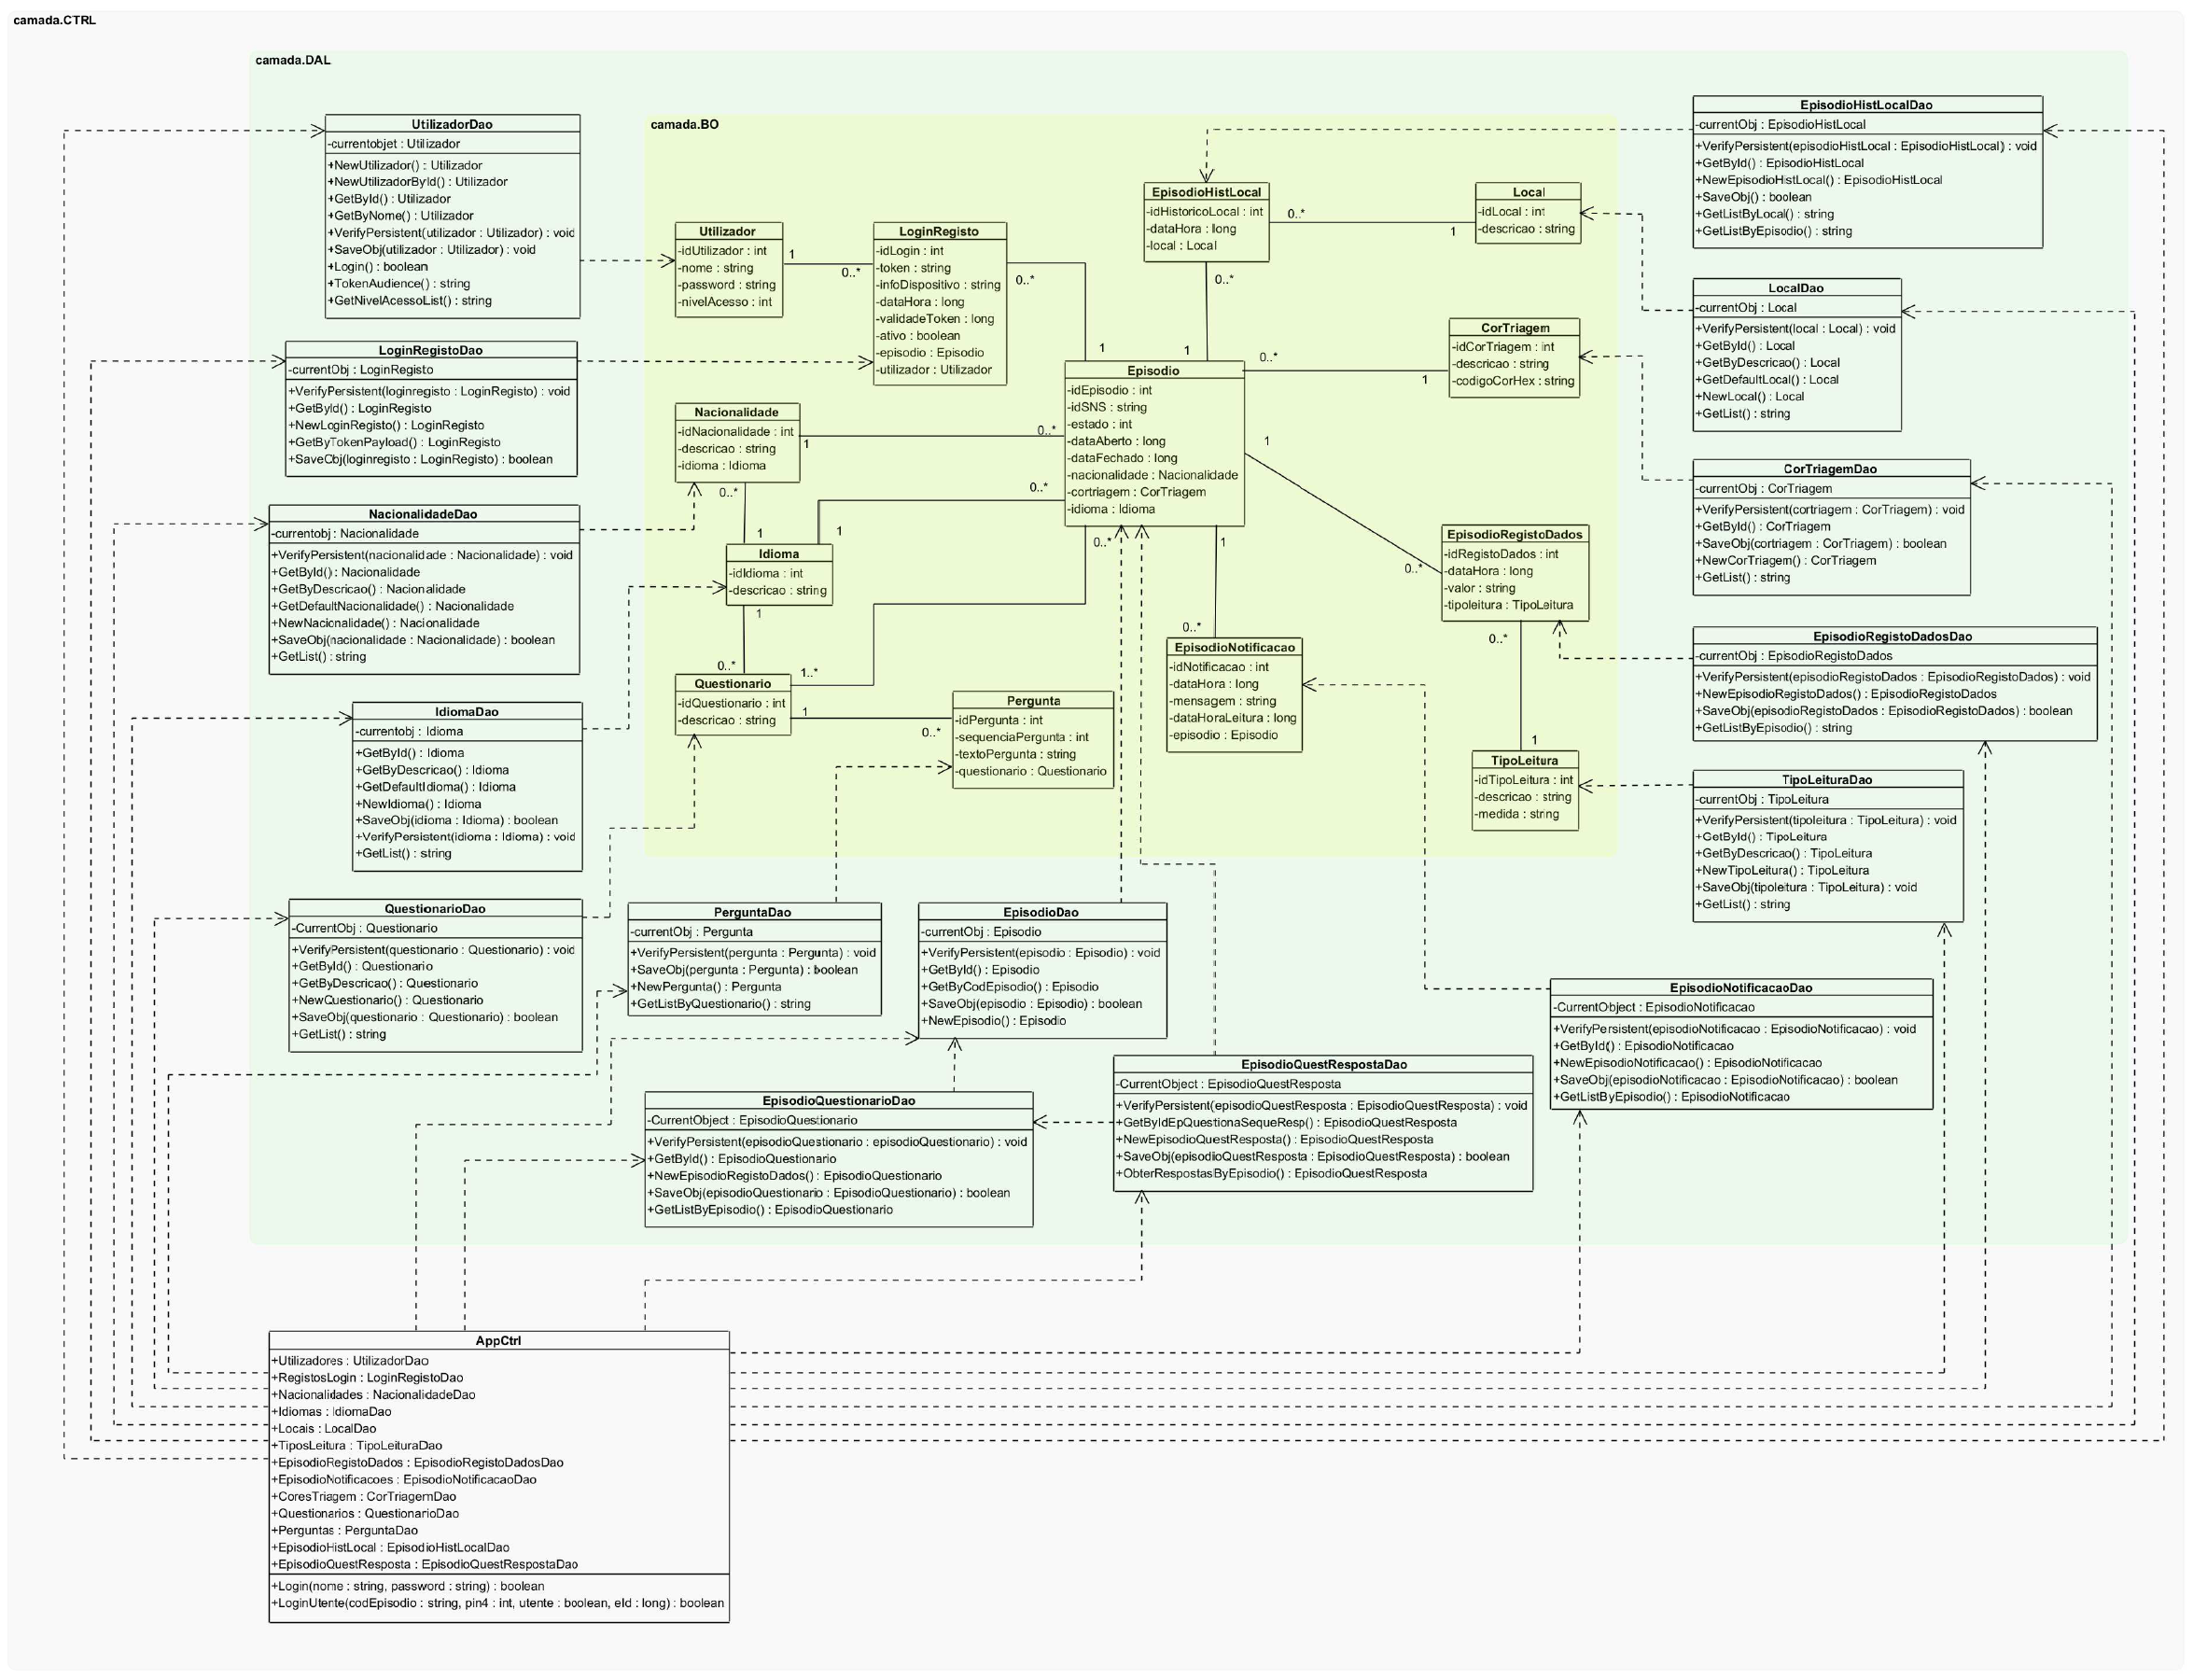 camada.CTRL
camada.DAL
camada.BO
UtilizadorDao
-currentobjet : Utilizador
+NewUtilizador() : Utilizador
+NewUtilizadorById() : Utilizador
+GetById() : Utilizador
+GetByNome() : Utilizador
+VerifyPersistent(utilizador : Utilizador) : void
+SaveObj(utilizador : Utilizador) : void
+Login() : boolean
+TokenAudience() : string
+GetNivelAcessoList() : string
LoginRegistoDao
-currentObj : LoginRegisto
+VerifyPersistent(loginregisto : LoginRegisto) : void
+GetById() : LoginRegisto
+NewLoginRegisto() : LoginRegisto
+GetByTokenPayload() : LoginRegisto
+SaveObj(loginregisto : LoginRegisto) : boolean
NacionalidadeDao
-currentobj : Nacionalidade
+VerifyPersistent(nacionalidade : Nacionalidade) : void
+GetById() : Nacionalidade
+GetByDescricao() : Nacionalidade
+GetDefaultNacionalidade() : Nacionalidade
+NewNacionalidade() : Nacionalidade
+SaveObj(nacionalidade : Nacionalidade) : boolean
+GetList() : string
IdiomaDao
-currentobj : Idioma
+GetById() : Idioma
+GetByDescricao() : Idioma
+GetDefaultIdioma() : Idioma
+NewIdioma() : Idioma
+SaveObj(idioma : Idioma) : boolean
+VerifyPersistent(idioma : Idioma) : void
+GetList() : string
QuestionarioDao
-CurrentObj : Questionario
+VerifyPersistent(questionario : Questionario) : void
+GetById() : Questionario
+GetByDescricao() : Questionario
+NewQuestionario() : Questionario
+SaveObj(questionario : Questionario) : boolean
+GetList() : string
Utilizador
-idUtilizador : int
-nome : string
-password : string
-nivelAcesso : int
1
0..*
LoginRegisto
-idLogin : int
-token : string
-infoDispositivo : string
-dataHora : long
-validadeToken : long
-ativo : boolean
-episodio : Episodio
-utilizador : Utilizador
0..*
1
EpisodioHistLocal
-idHistoricoLocal : int
-dataHora : long
-local : Local
0..*
1
0..*
1
Local
-idLocal : int
-descricao : string
CorTriagem
-idCorTriagem : int
-descricao : string
-codigoCorHex : string
0..*
1
Episodio
-idEpisodio : int
-idSNS : string
-estado : int
-dataAberto : long
-dataFechado : long
-nacionalidade : Nacionalidade
-cortriagem : CorTriagem
-idioma : Idioma
Nacionalidade
-idNacionalidade : int
-descricao : string
-idioma : Idioma
1
0..*
0..*
1
Idioma
-idIdioma : int
-descricao : string
1
0..*
1
0..*
Questionario
-idQuestionario : int
-descricao : string
1..*
0..*
1
0..*
Pergunta
-idPergunta : int
-sequenciaPergunta : int
-textoPergunta : string
-questionario : Questionario
1
0..*
EpisodioNotificacao
-idNotificacao : int
-dataHora : long
-mensagem : string
-dataHoraLeitura : long
-episodio : Episodio
1
0..*
EpisodioRegistoDados
-idRegistoDados : int
-dataHora : long
-valor : string
-tipoleitura : TipoLeitura
0..*
1
TipoLeitura
-idTipoLeitura : int
-descricao : string
-medida : string
EpisodioHistLocalDao
-currentObj : EpisodioHistLocal
+VerifyPersistent(episodioHistLocal : EpisodioHistLocal) : void
+GetById() : EpisodioHistLocal
+NewEpisodioHistLocal() : EpisodioHistLocal
+SaveObj() : boolean
+GetListByLocal() : string
+GetListByEpisodio() : string
LocalDao
-currentObj : Local
+VerifyPersistent(local : Local) : void
+GetById() : Local
+GetByDescricao() : Local
+GetDefaultLocal() : Local
+NewLocal() : Local
+GetList() : string
CorTriagemDao
-currentObj : CorTriagem
+VerifyPersistent(cortriagem : CorTriagem) : void
+GetById() : CorTriagem
+SaveObj(cortriagem : CorTriagem) : boolean
+NewCorTriagem() : CorTriagem
+GetList() : string
EpisodioRegistoDadosDao
-currentObj : EpisodioRegistoDados
+VerifyPersistent(episodioRegistoDados : EpisodioRegistoDados) : void
+NewEpisodioRegistoDados() : EpisodioRegistoDados
+SaveObj(episodioRegistoDados : EpisodioRegistoDados) : boolean
+GetListByEpisodio() : string
TipoLeituraDao
-currentObj : TipoLeitura
+VerifyPersistent(tipoleitura : TipoLeitura) : void
+GetById() : TipoLeitura
+GetByDescricao() : TipoLeitura
+NewTipoLeitura() : TipoLeitura
+SaveObj(tipoleitura : TipoLeitura) : void
+GetList() : string
PerguntaDao
-currentObj : Pergunta
+VerifyPersistent(pergunta : Pergunta) : void
+SaveObj(pergunta : Pergunta) : boolean
+NewPergunta() : Pergunta
+GetListByQuestionario() : string
EpisodioDao
-currentObj : Episodio
+VerifyPersistent(episodio : Episodio) : void
+GetById() : Episodio
+GetByCodEpisodio() : Episodio
+SaveObj(episodio : Episodio) : boolean
+NewEpisodio() : Episodio
EpisodioNotificacaoDao
-CurrentObject : EpisodioNotificacao
+VerifyPersistent(episodioNotificacao : EpisodioNotificacao) : void
+GetById() : EpisodioNotificacao
+NewEpisodioNotificacao() : EpisodioNotificacao
+SaveObj(episodioNotificacao : EpisodioNotificacao) : boolean
+GetListByEpisodio() : EpisodioNotificacao
EpisodioQuestRespostaDao
-CurrentObject : EpisodioQuestResposta
+VerifyPersistent(episodioQuestResposta : EpisodioQuestResposta) : void
+GetByIdEpQuestionaSequeResp() : EpisodioQuestResposta
+NewEpisodioQuestResposta() : EpisodioQuestResposta
+SaveObj(episodioQuestResposta : EpisodioQuestResposta) : boolean
+ObterRespostasByEpisodio() : EpisodioQuestResposta
EpisodioQuestionarioDao
-CurrentObject : EpisodioQuestionario
+VerifyPersistent(episodioQuestionario : episodioQuestionario) : void
+GetById() : EpisodioQuestionario
+NewEpisodioRegistoDados() : EpisodioQuestionario
+SaveObj(episodioQuestionario : EpisodioQuestionario) : boolean
+GetListByEpisodio() : EpisodioQuestionario
AppCtrl
+Utilizadores : UtilizadorDao
+RegistosLogin : LoginRegistoDao
+Nacionalidades : NacionalidadeDao
+Idiomas : IdiomaDao
+Locais : LocalDao
+TiposLeitura : TipoLeituraDao
+EpisodioRegistoDados : EpisodioRegistoDadosDao
+EpisodioNotificacoes : EpisodioNotificacaoDao
+CoresTriagem : CorTriagemDao
+Questionarios : QuestionarioDao
+Perguntas : PerguntaDao
+EpisodioHistLocal : EpisodioHistLocalDao
+EpisodioQuestResposta : EpisodioQuestRespostaDao
+Login(nome : string, password : string) : boolean
+LoginUtente(codEpisodio : string, pin4 : int, utente : boolean, eId : long) : boolean